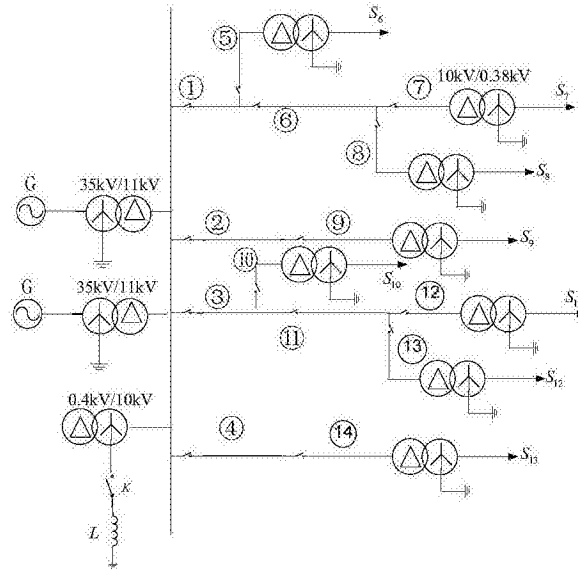 S₆
⑤
①
⑦
10kV/0.38kV
S₇
⑥
⑧
S₈
G
35kV/11kV
②
⑨
S₉
⑩
S₁₀
G
35kV/11kV
③
⑪
⑫
⑬
S₁₂
0.4kV/10kV
④
⑭
S₁₃
K
L